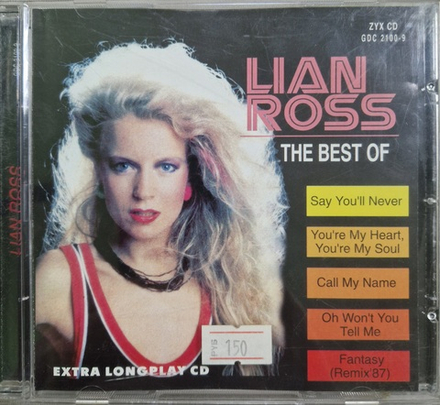 ZYX CD
GDC 2100-9
LIAN
ROSS
THE BEST OF
Say You'll Never
You're My Heart,
You're My Soul
Call My Name
Oh Won't You
Tell Me
Fantasy
(Remix'87)
EXTRA LONGPLAY CD
150
LIAN ROSS